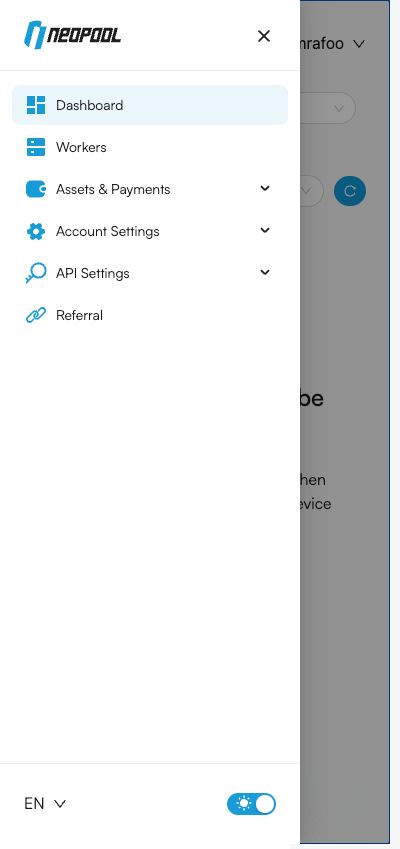 NEOPOOL
Dashboard
Workers
Assets & Payments
Account Settings
API Settings
Referral
EN